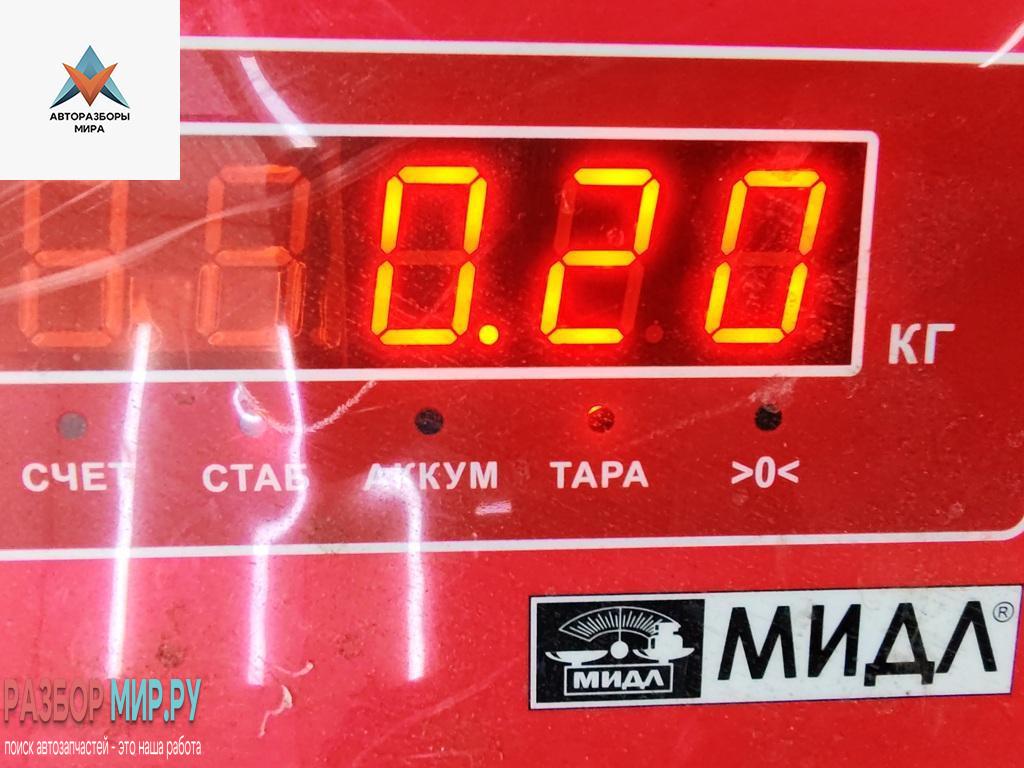 АВТОРАЗБОРЫ
МИРА
0.20
КГ
СЧЕТ СТАБ АККУМ ТАРА >0<
МИДЛ МИДЛ®
РАЗБОР МИР.РУ
поиск автозапчастей - это наша работа